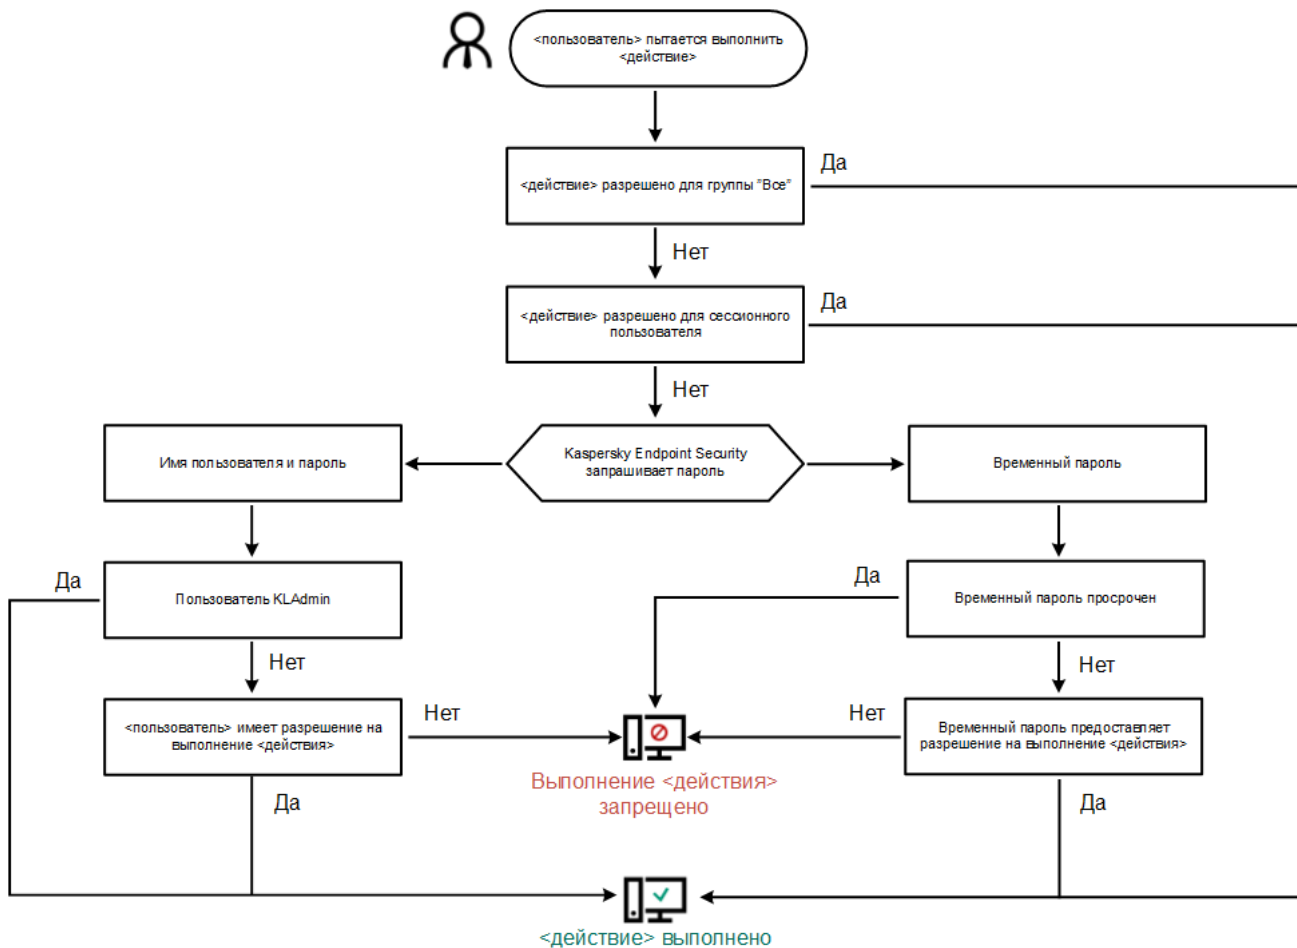 <пользователь> пытается выполнить
<действие>
Да
<действие> разрешено для группы "Все"
Нет
Да
<действие> разрешено для сессионного
пользователя
Нет
Имя пользователя и пароль
Kaspersky Endpoint Security
запрашивает пароль
Временный пароль
Да
Пользователь KLAdmin
Да
Временный пароль просрочен
Нет
Нет
<пользователь> имеет разрешение на
выполнение <действия>
Нет
Нет
Временный пароль предоставляет
разрешение на выполнение <действия>
Выполнение <действия>
запрещено
Да
Да
<действие> выполнено